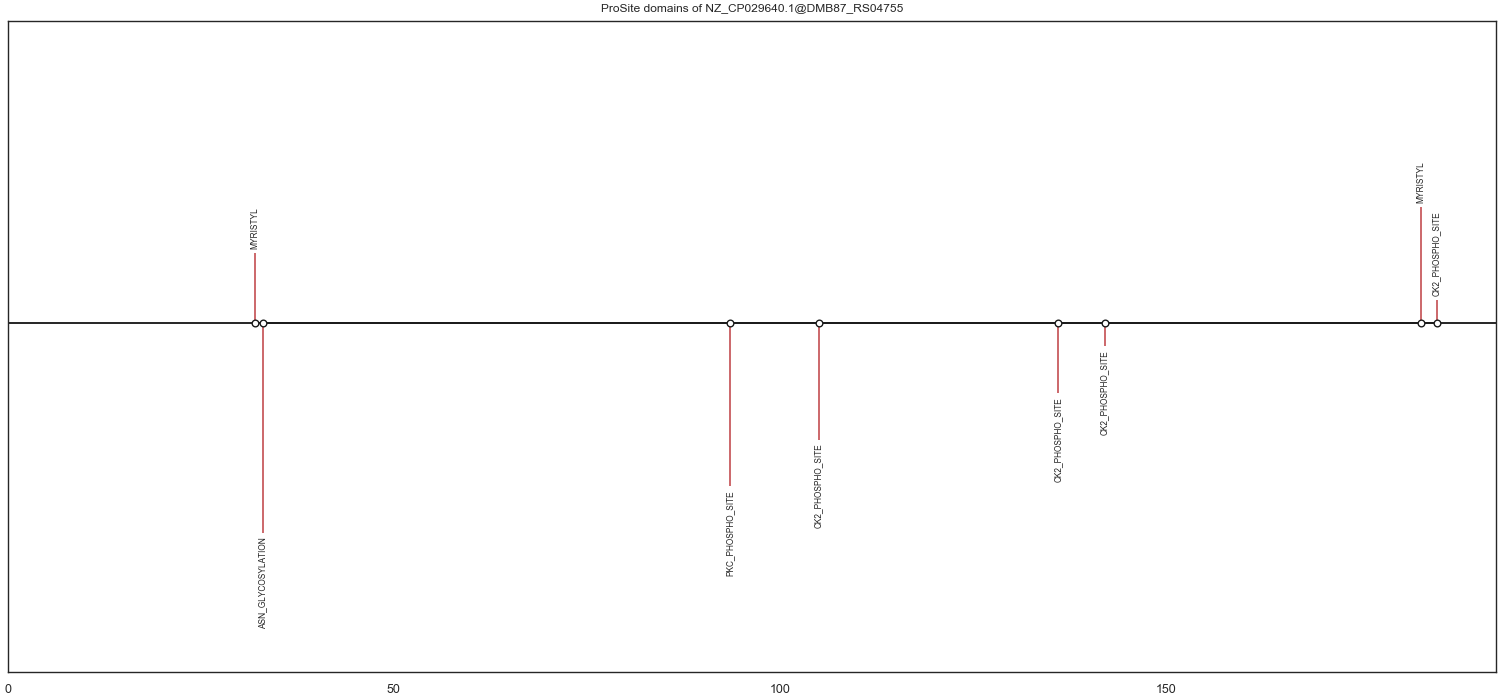 ProSite domains of NZ_CP029640.1@DMB87_RS04755
MYRISTYL
ASN_GLYCOSYLATION
PKC_PHOSPHO_SITE
CK2_PHOSPHO_SITE
CK2_PHOSPHO_SITE
CK2_PHOSPHO_SITE
MYRISTYL
CK2_PHOSPHO_SITE
0
50
100
150